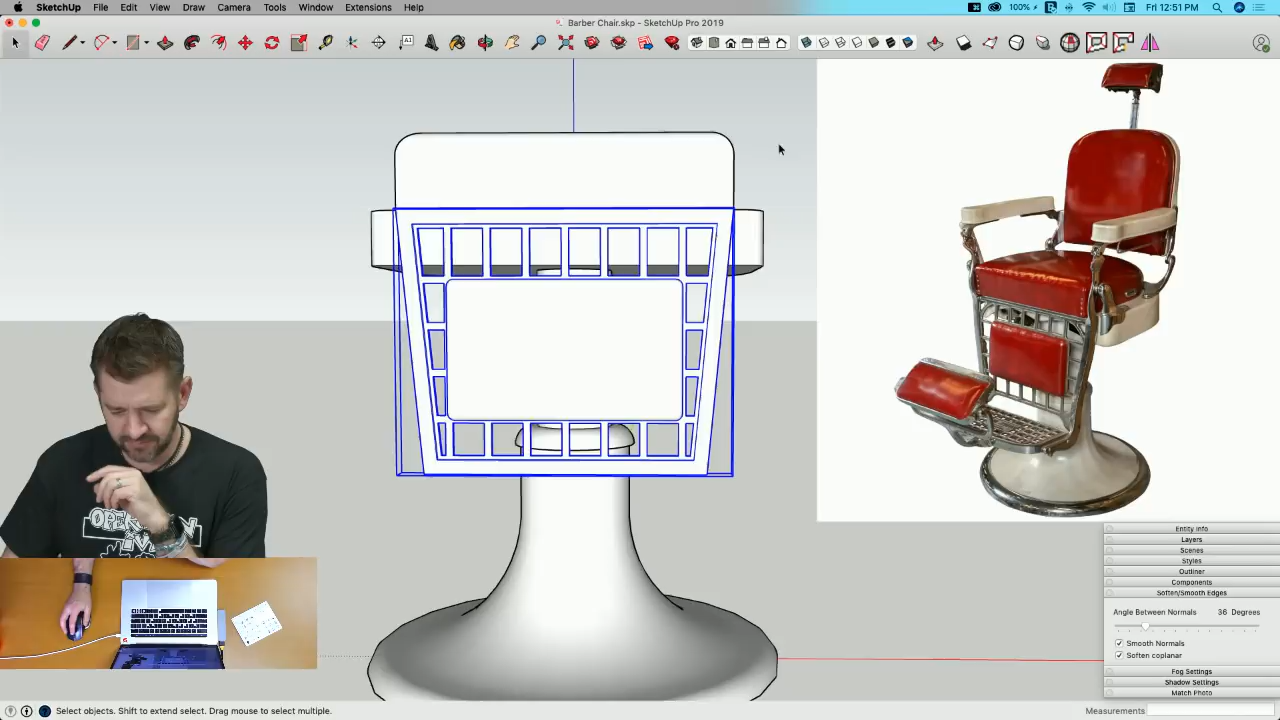 SketchUp File Edit View Draw Camera Tools Window Extensions Help
100% Fri 12:51 PM
Barber Chair.skp - SketchUp Pro 2019
Entity Info
Layers
Scenes
Styles
Outliner
Components
Soften/Smooth Edges
Angle Between Normals 36 Degrees
Smooth Normals
Soften coplanar
Fog Settings
Shadow Settings
Match Photo
Select objects. Shift to extend select. Drag mouse to select multiple.
Measurements